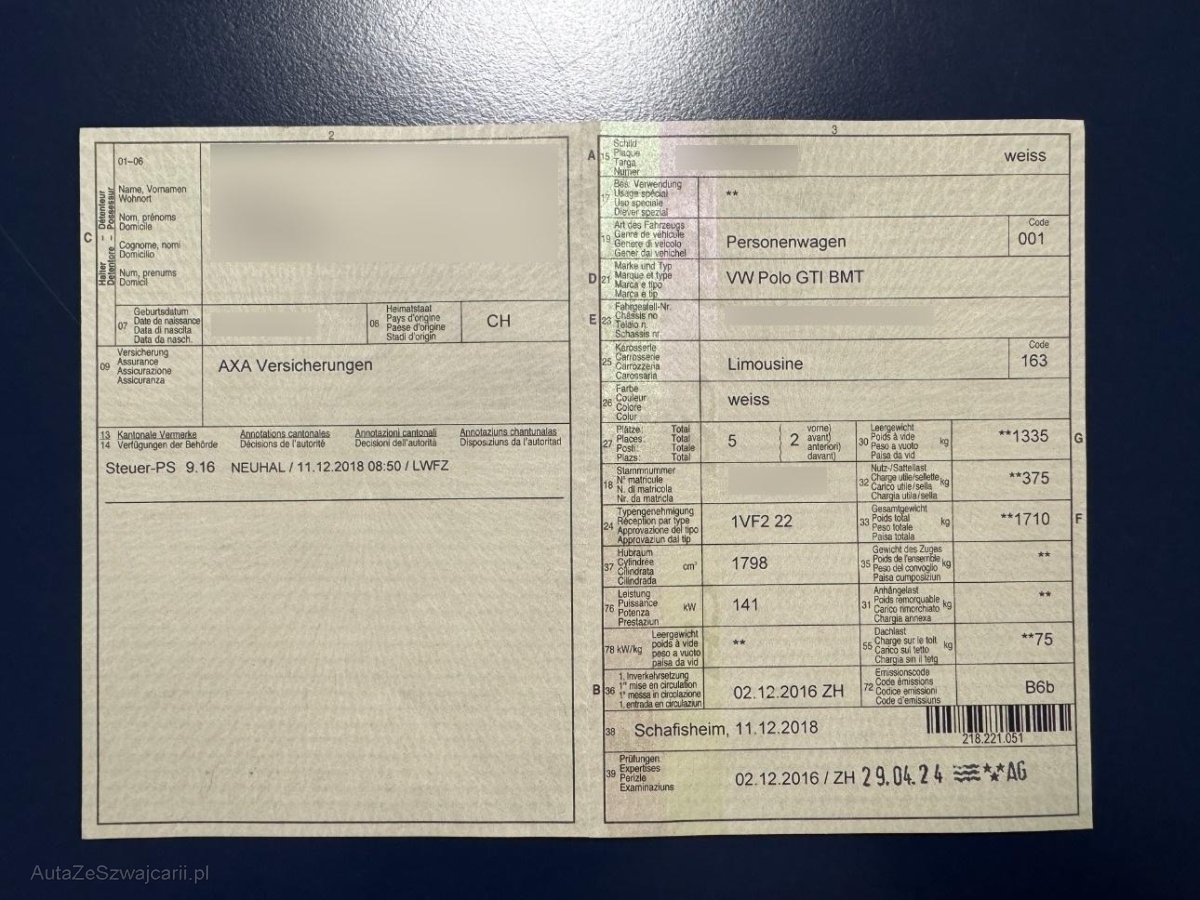 2
01–06
Name, Vornamen
Wohnort
Nom, prénoms
Domicile
Cognome, nomi
Domicilio
Num, prenums
Domicil
C
Halter – Détenteur
Detentore – Possessur
07
Geburtsdatum
Date de naissance
Data di nascita
Data da nasch.
08
Heimatstaat
Pays d'origine
Paese d'origine
Stadi d'origin
CH
09
Versicherung
Assurance
Assicurazione
Assicuranza
AXA Versicherungen
13 Kantonale Vermerke Annotations cantonales Annotazioni cantonali Annotaziuns chantunalas
14 Verfügungen der Behörde Décisions de l'autorité Decisioni dell'autorità Disposiziuns da l'autoritad
Steuer-PS 9.16 NEUHAL / 11.12.2018 08:50 / LWFZ
3
A 15
Schild
Plaque
Targa
Numer
weiss
17
Bes. Verwendung
Usage spécial
Uso speciale
Diever spezial
**
19
Art des Fahrzeugs
Genre de véhicule
Genere di veicolo
Gener dal vehichel
Personenwagen
Code
001
D 21
Marke und Typ
Marque et type
Marca e tipo
Marca e tip
VW Polo GTI BMT
E 23
Fahrgestell-Nr.
Châssis no
Telaio n.
Schassis nr.
25
Karosserie
Carrosserie
Carrozzeria
Carossaria
Limousine
Code
163
26
Farbe
Couleur
Colore
Colur
weiss
27
Plätze: Total
Places: Total
Posti: Totale
Plazs: Total
5
2
vorne)
avant)
anteriori)
davant)
30
Leergewicht
Poids à vide
Peso a vuoto
Paisa da vid
kg
**1335
G
18
Stammnummer
N° matricule
N. di matricola
Nr. da matricla
32
Nutz-/Sattellast
Charge utile/sellette
Carico utile/sella
Chargia utila/sella
kg
**375
24
Typengenehmigung
Réception par type
Approvazione del tipo
Approvaziun dal tip
1VF2 22
33
Gesamtgewicht
Poids total
Peso totale
Paisa totala
kg
**1710
F
37
Hubraum
Cylindrée
Cilindrata
Cilindrada
cm³
1798
35
Gewicht des Zuges
Poids de l'ensemble
Peso del convoglio
Paisa cumposiziun
kg
**
76
Leistung
Puissance
Potenza
Prestaziun
kW
141
31
Anhängelast
Poids remorquable
Carico rimorchiato
Chargia annexa
kg
**
78 kW/kg
Leergewicht
poids à vide
peso a vuoto
paisa da vid
**
55
Dachlast
Charge sur le toit
Carico sul tetto
Chargia sin il tetg
kg
**75
B 36
1. Inverkehrsetzung
1re mise en circulation
1a messa in circolazione
1. entrada en circulaziun
02.12.2016 ZH
72
Emissionscode
Code émissions
Codice emissioni
Code d'emissiuns
B6b
38
Schafisheim, 11.12.2018
218.221.051
39
Prüfungen
Expertises
Perizie
Examinaziuns
02.12.2016 / ZH 29.04.24 AG
AutaZeSzwajcarii.pl